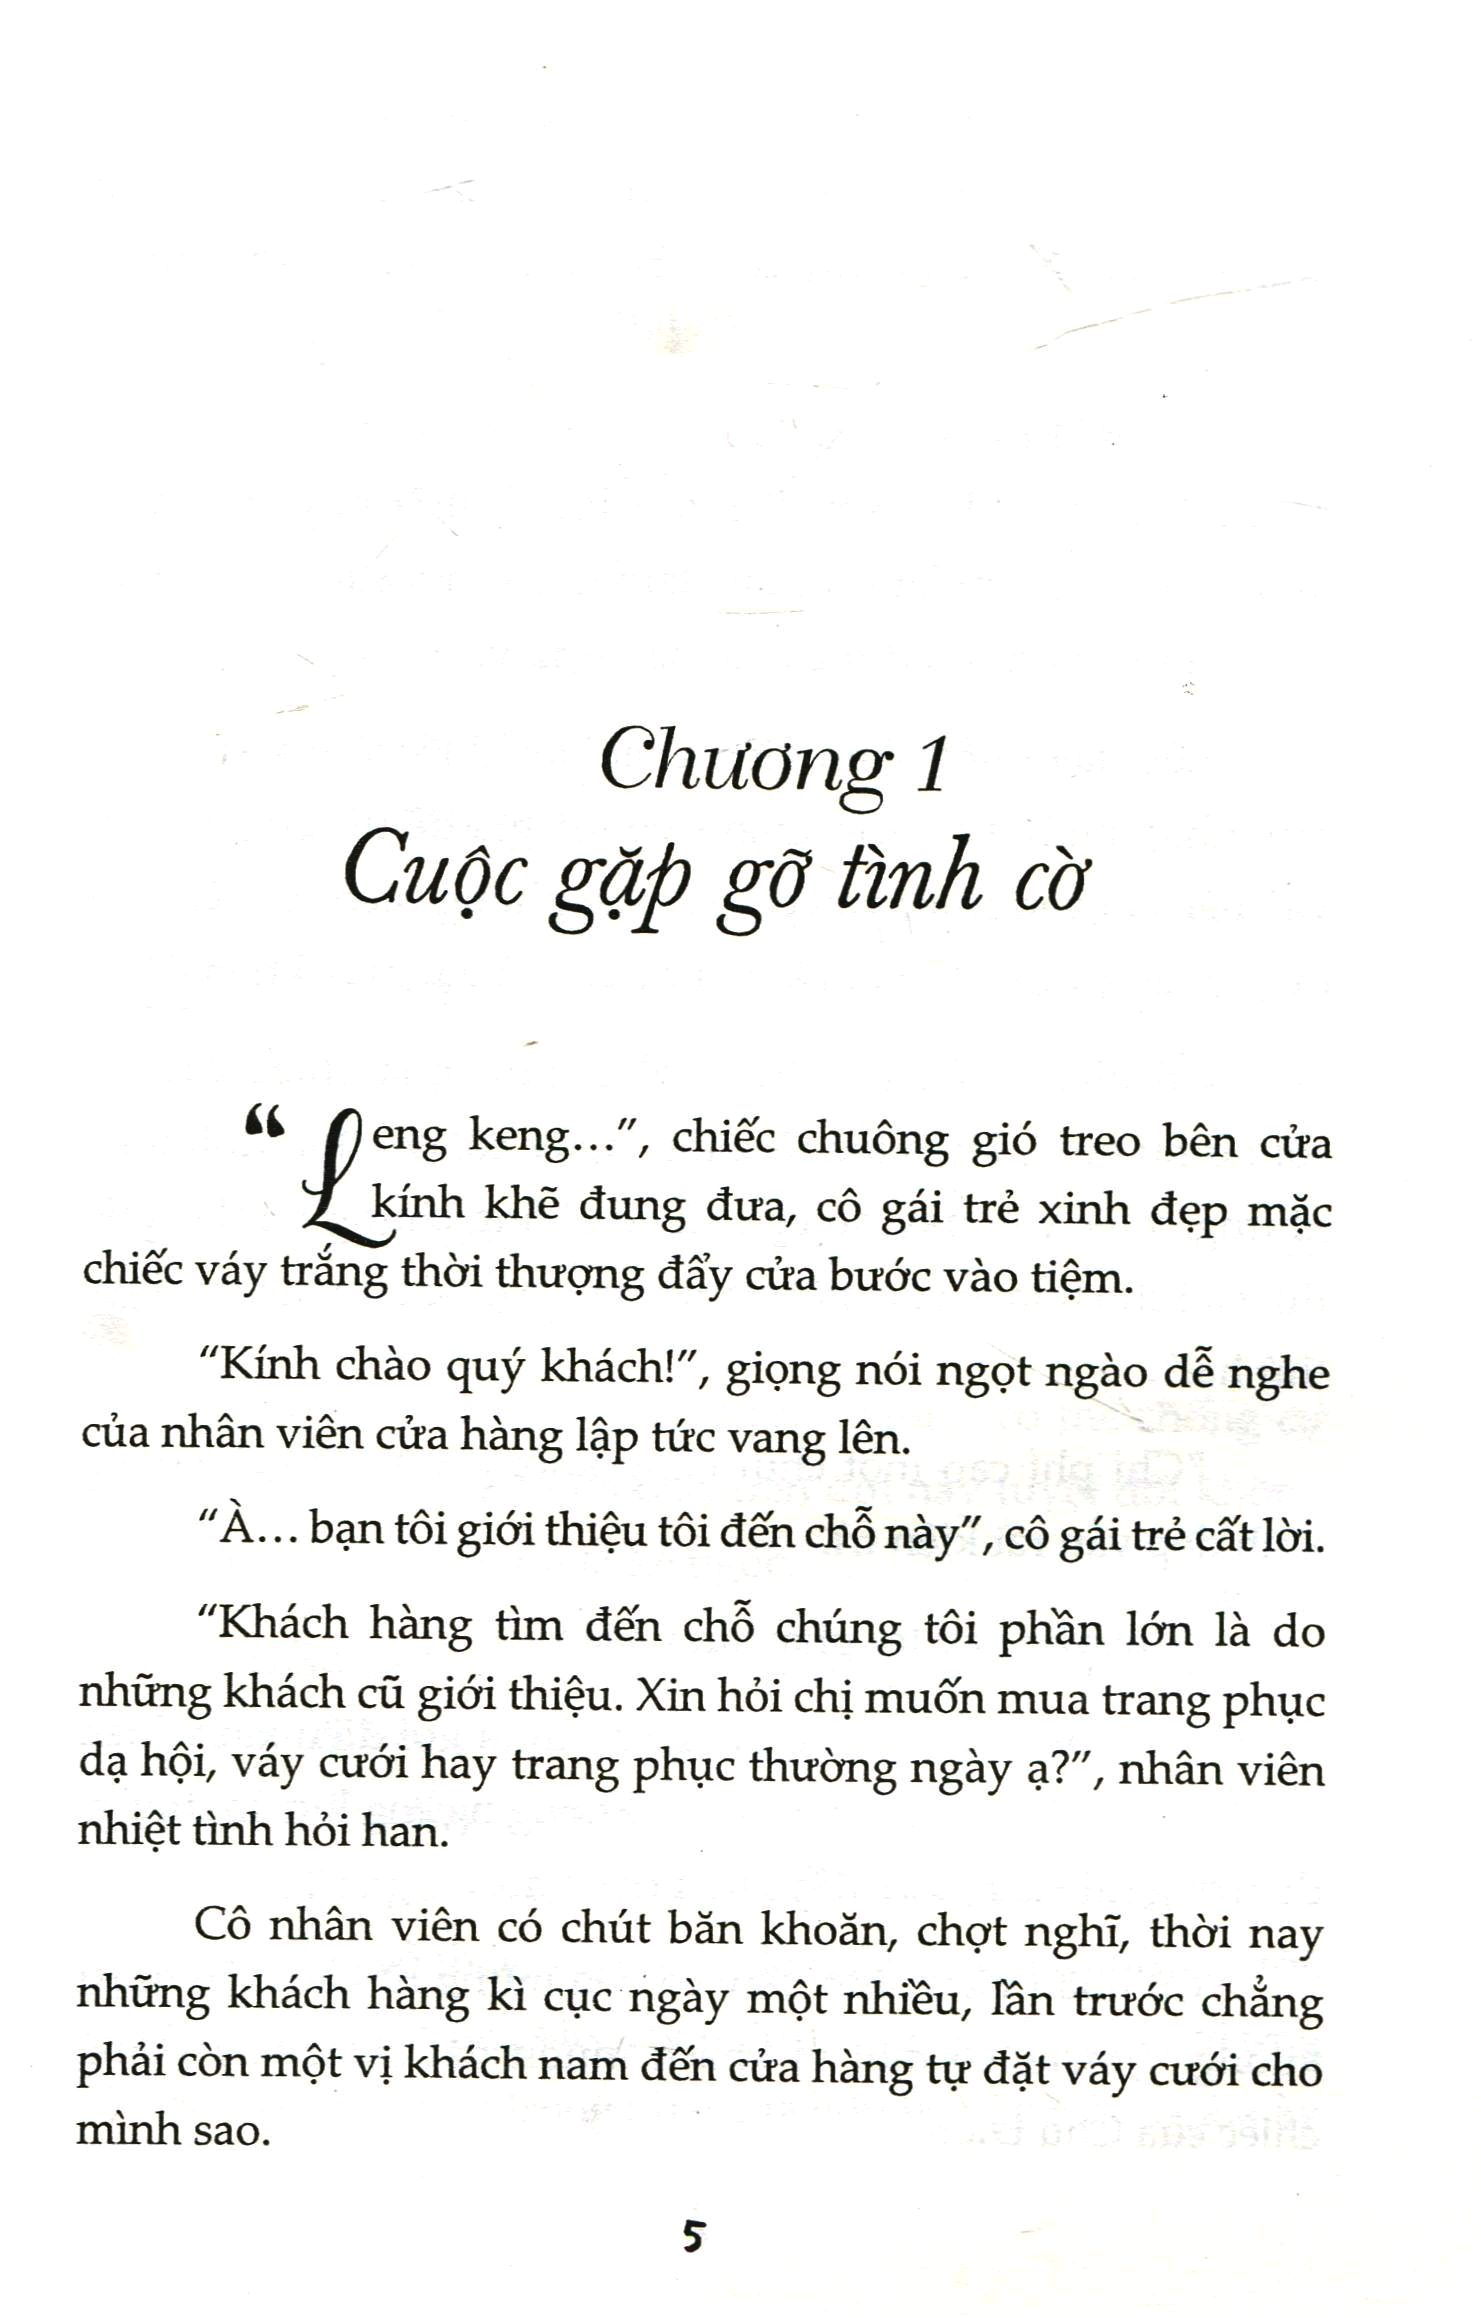 Chương 1
Cuộc gặp gỡ tình cờ
“Leng keng...”, chiếc chuông gió treo bên cửa
kính khẽ đung đưa, cô gái trẻ xinh đẹp mặc
chiếc váy trắng thời thượng đẩy cửa bước vào tiệm.
“Kính chào quý khách!”, giọng nói ngọt ngào dễ nghe
của nhân viên cửa hàng lập tức vang lên.
“À... bạn tôi giới thiệu tôi đến chỗ này”, cô gái trẻ cất lời.
“Khách hàng tìm đến chỗ chúng tôi phần lớn là do
những khách cũ giới thiệu. Xin hỏi chị muốn mua trang phục
dạ hội, váy cưới hay trang phục thường ngày ạ?”, nhân viên
nhiệt tình hỏi han.
Cô nhân viên có chút băn khoăn, chợt nghĩ, thời nay
những khách hàng kì cục ngày một nhiều, lần trước chẳng
phải còn một vị khách nam đến cửa hàng tự đặt váy cưới cho
mình sao.
5